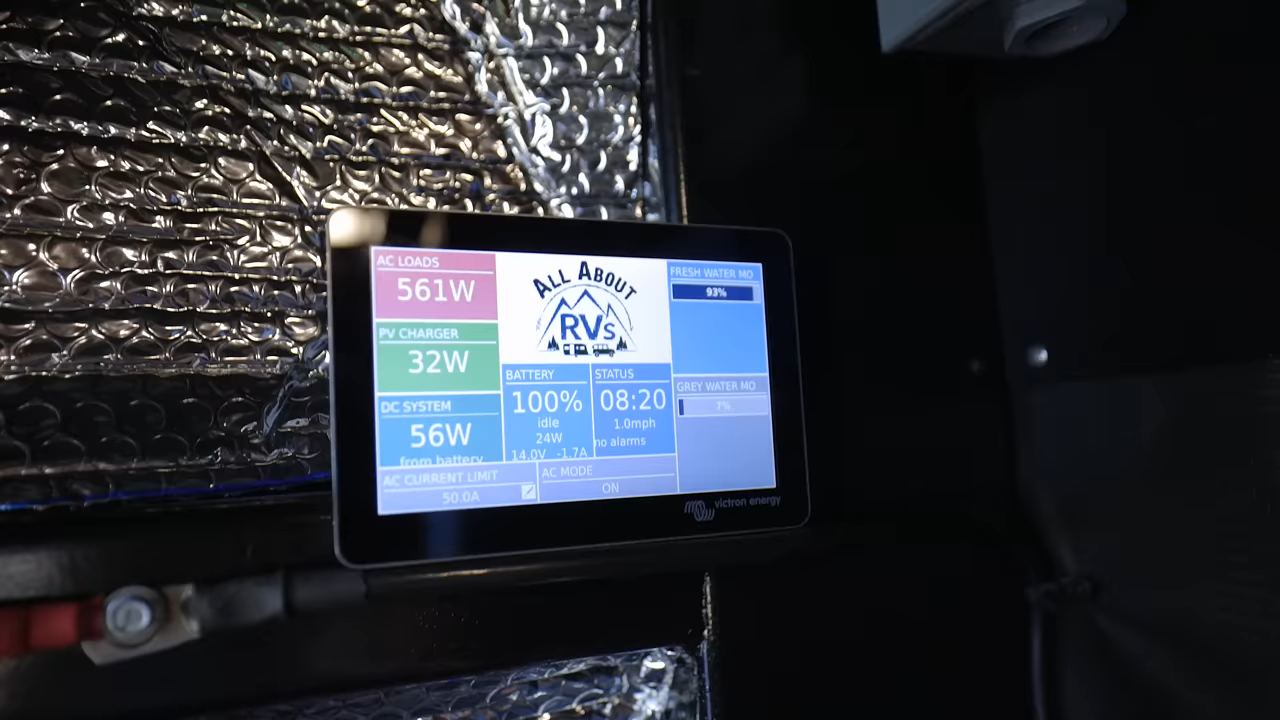 AC LOADS
561W
PV CHARGER
32W
DC SYSTEM
56W
from battery
ALL ABOUT
RVs
BATTERY
100%
idle
24W
14.0V -1.7A
STATUS
08:20
1.0mph
no alarms
FRESH WATER MO
93%
GREY WATER MO
7%
AC CURRENT LIMIT
50.0A
AC MODE
ON
victron energy